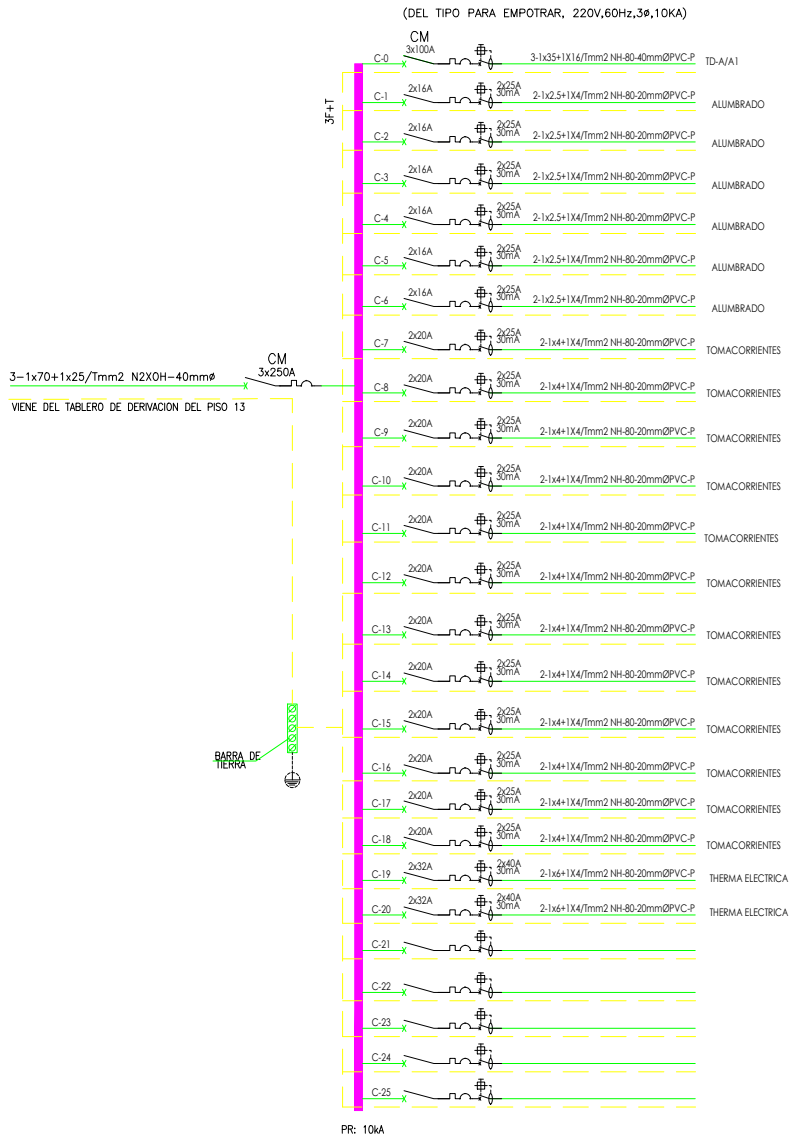 (DEL TIPO PARA EMPOTRAR, 220V,60Hz,3ø,10KA)
CM
3x100A
C-0
3-1x35+1X16/Tmm2 NH-80-40mmØPVC-P
TD-A/A1
3F+T
C-1 2x16A 2x25A 30mA 2-1x2.5+1X4/Tmm2 NH-80-20mmØPVC-P ALUMBRADO
C-2 2x16A 2x25A 30mA 2-1x2.5+1X4/Tmm2 NH-80-20mmØPVC-P ALUMBRADO
C-3 2x16A 2x25A 30mA 2-1x2.5+1X4/Tmm2 NH-80-20mmØPVC-P ALUMBRADO
C-4 2x16A 2x25A 30mA 2-1x2.5+1X4/Tmm2 NH-80-20mmØPVC-P ALUMBRADO
C-5 2x16A 2x25A 30mA 2-1x2.5+1X4/Tmm2 NH-80-20mmØPVC-P ALUMBRADO
C-6 2x16A 2x25A 30mA 2-1x2.5+1X4/Tmm2 NH-80-20mmØPVC-P ALUMBRADO
C-7 2x20A 2x25A 30mA 2-1x4+1X4/Tmm2 NH-80-20mmØPVC-P TOMACORRIENTES
CM
3x250A
3-1x70+1x25/Tmm2 N2XOH-40mmø
VIENE DEL TABLERO DE DERIVACION DEL PISO 13
C-8 2x20A 2x25A 30mA 2-1x4+1X4/Tmm2 NH-80-20mmØPVC-P TOMACORRIENTES
C-9 2x20A 2x25A 30mA 2-1x4+1X4/Tmm2 NH-80-20mmØPVC-P TOMACORRIENTES
C-10 2x20A 2x25A 30mA 2-1x4+1X4/Tmm2 NH-80-20mmØPVC-P TOMACORRIENTES
C-11 2x20A 2x25A 30mA 2-1x4+1X4/Tmm2 NH-80-20mmØPVC-P TOMACORRIENTES
C-12 2x20A 2x25A 30mA 2-1x4+1X4/Tmm2 NH-80-20mmØPVC-P TOMACORRIENTES
C-13 2x20A 2x25A 30mA 2-1x4+1X4/Tmm2 NH-80-20mmØPVC-P TOMACORRIENTES
C-14 2x20A 2x25A 30mA 2-1x4+1X4/Tmm2 NH-80-20mmØPVC-P TOMACORRIENTES
C-15 2x20A 2x25A 30mA 2-1x4+1X4/Tmm2 NH-80-20mmØPVC-P TOMACORRIENTES
BARRA DE
TIERRA
C-16 2x20A 2x25A 30mA 2-1x4+1X4/Tmm2 NH-80-20mmØPVC-P TOMACORRIENTES
C-17 2x20A 2x25A 30mA 2-1x4+1X4/Tmm2 NH-80-20mmØPVC-P TOMACORRIENTES
C-18 2x20A 2x25A 30mA 2-1x4+1X4/Tmm2 NH-80-20mmØPVC-P TOMACORRIENTES
C-19 2x32A 2x40A 30mA 2-1x6+1X4/Tmm2 NH-80-20mmØPVC-P THERMA ELECTRICA
C-20 2x32A 2x40A 30mA 2-1x6+1X4/Tmm2 NH-80-20mmØPVC-P THERMA ELECTRICA
C-21
C-22
C-23
C-24
C-25
PR: 10kA